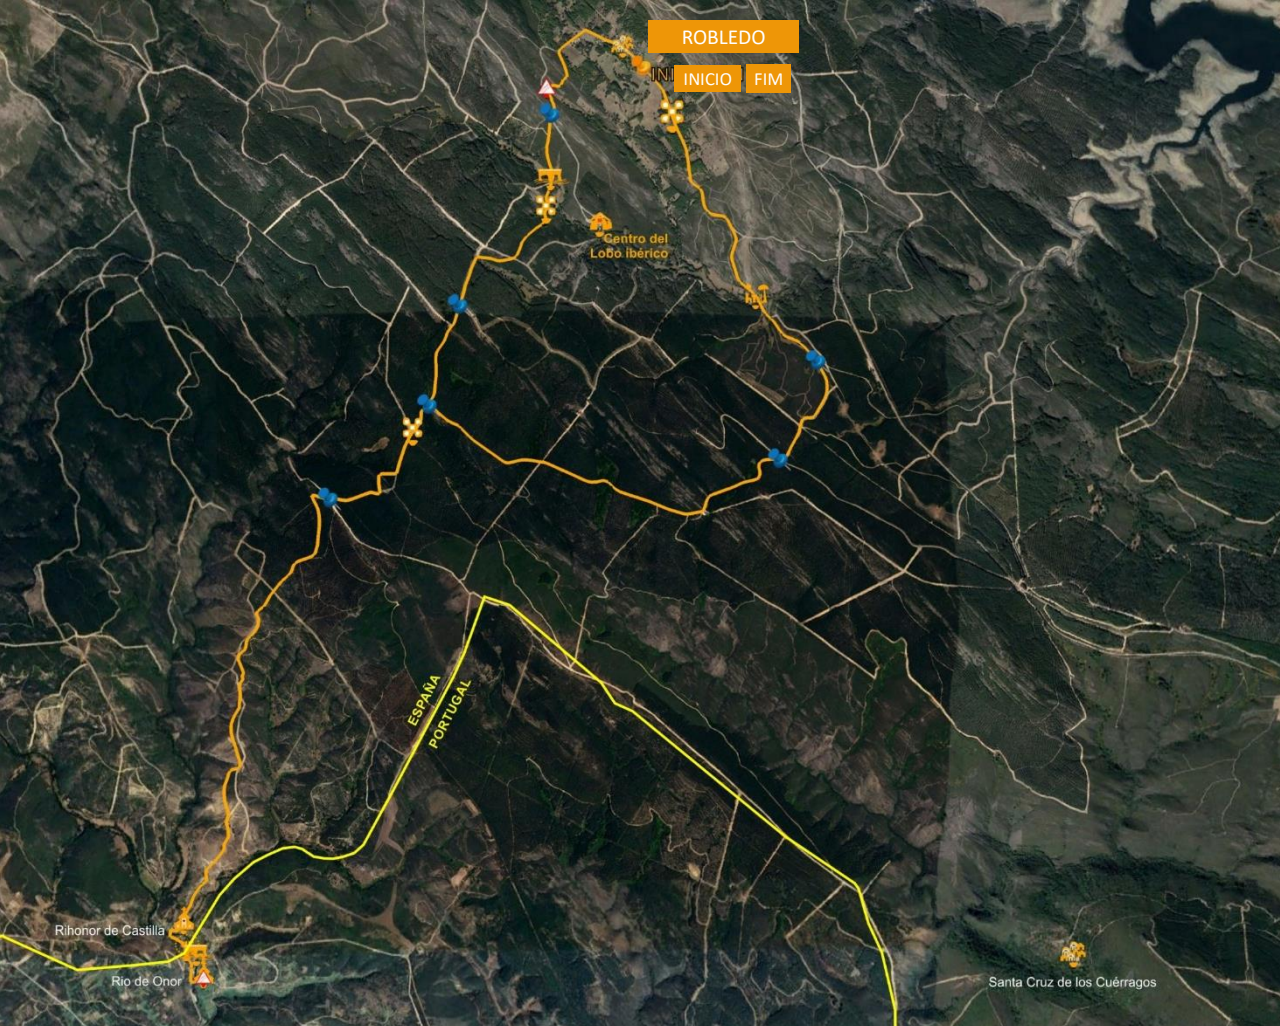 ROBLEDO
INICIO FIM
Centro del
Lobo ibérico
ESPAÑA
PORTUGAL
Rihonor de Castilla
Rio de Onor
Santa Cruz de los Cuérragos